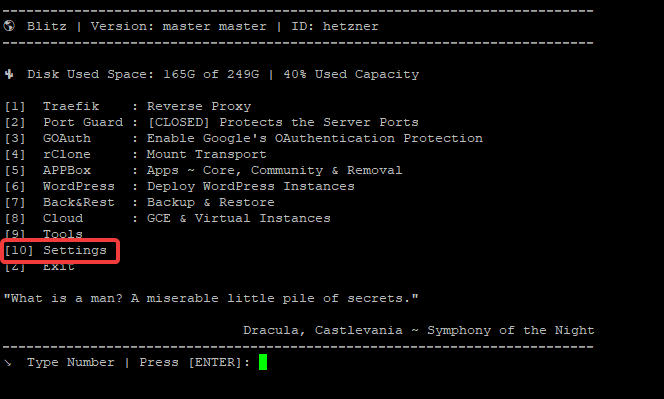 Blitz | Version: master master | ID: hetzner
Disk Used Space: 165G of 249G | 40% Used Capacity
[1] Traefik : Reverse Proxy
[2] Port Guard : [CLOSED] Protects the Server Ports
[3] GOAuth : Enable Google's OAuthentication Protection
[4] rClone : Mount Transport
[5] APPBox : Apps ~ Core, Community & Removal
[6] WordPress : Deploy WordPress Instances
[7] Back&Rest : Backup & Restore
[8] Cloud : GCE & Virtual Instances
[9] Tools
[10] Settings
[Z] Exit
"What is a man? A miserable little pile of secrets."
Dracula, Castlevania ~ Symphony of the Night
↘ Type Number | Press [ENTER]: